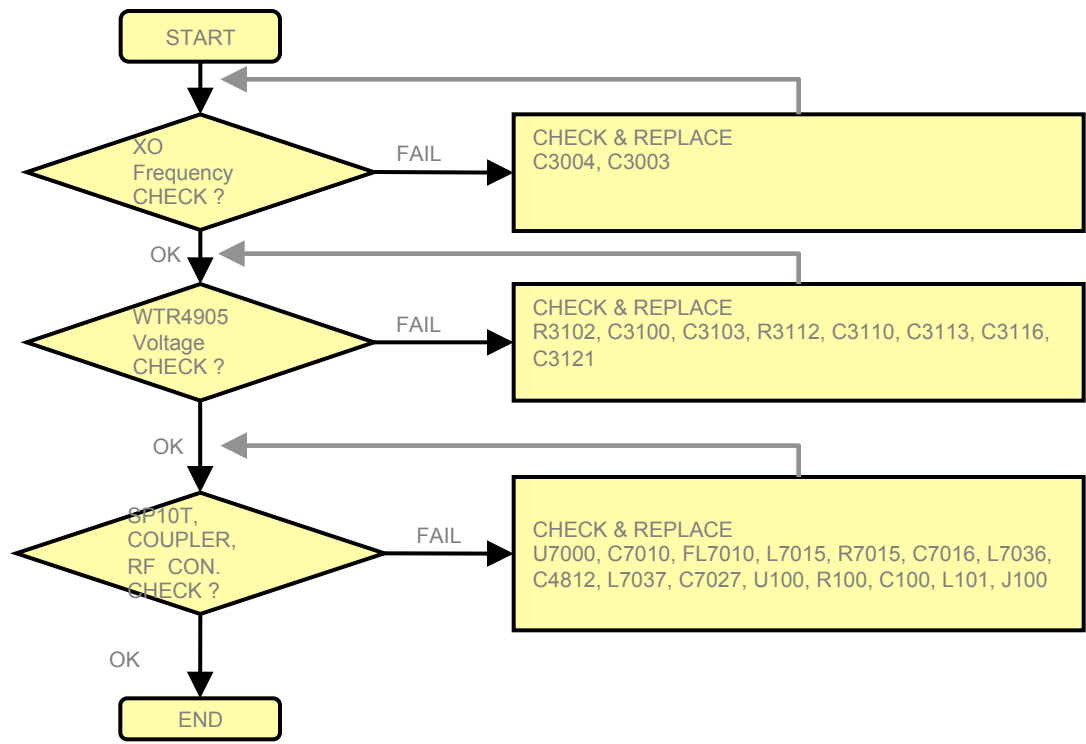 START
XO
Frequency
CHECK ?
FAIL
CHECK & REPLACE
C3004, C3003
OK
WTR4905
Voltage
CHECK ?
FAIL
CHECK & REPLACE
R3102, C3100, C3103, R3112, C3110, C3113, C3116,
C3121
OK
SP10T,
COUPLER,
RF CON.
CHECK ?
FAIL
CHECK & REPLACE
U7000, C7010, FL7010, L7015, R7015, C7016, L7036,
C4812, L7037, C7027, U100, R100, C100, L101, J100
OK
END